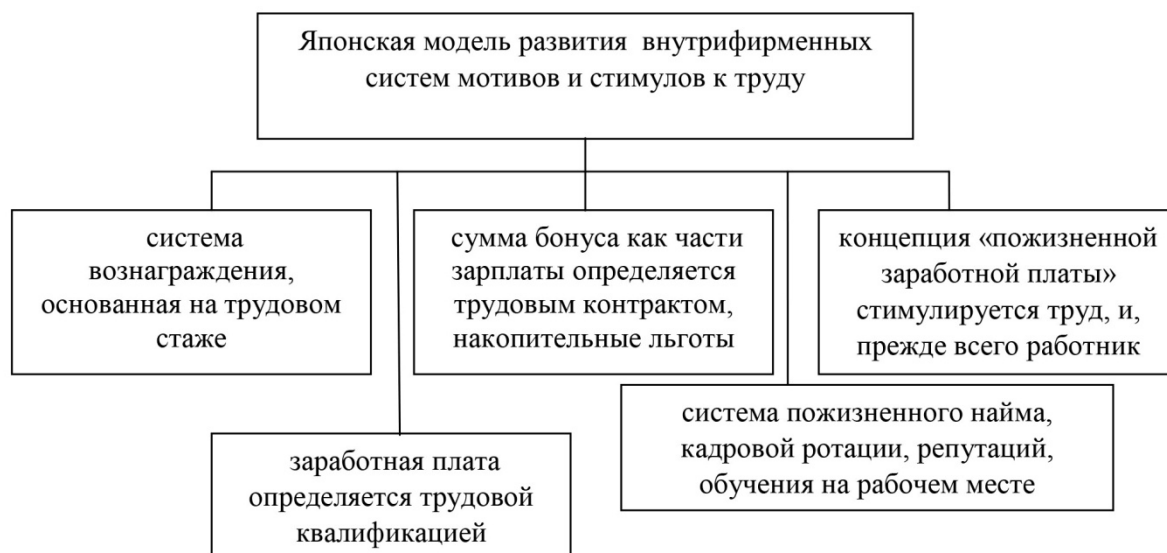 Японская модель развития внутрифирменных
систем мотивов и стимулов к труду
система
вознаграждения,
основанная на трудовом
стаже
сумма бонуса как части
зарплаты определяется
трудовым контрактом,
накопительные льготы
концепция «пожизненной
заработной платы»
стимулируется труд, и,
прежде всего работник
заработная плата
определяется трудовой
квалификацией
система пожизненного найма,
кадровой ротации, репутаций,
обучения на рабочем месте